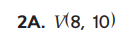 2A. V(8, 10)